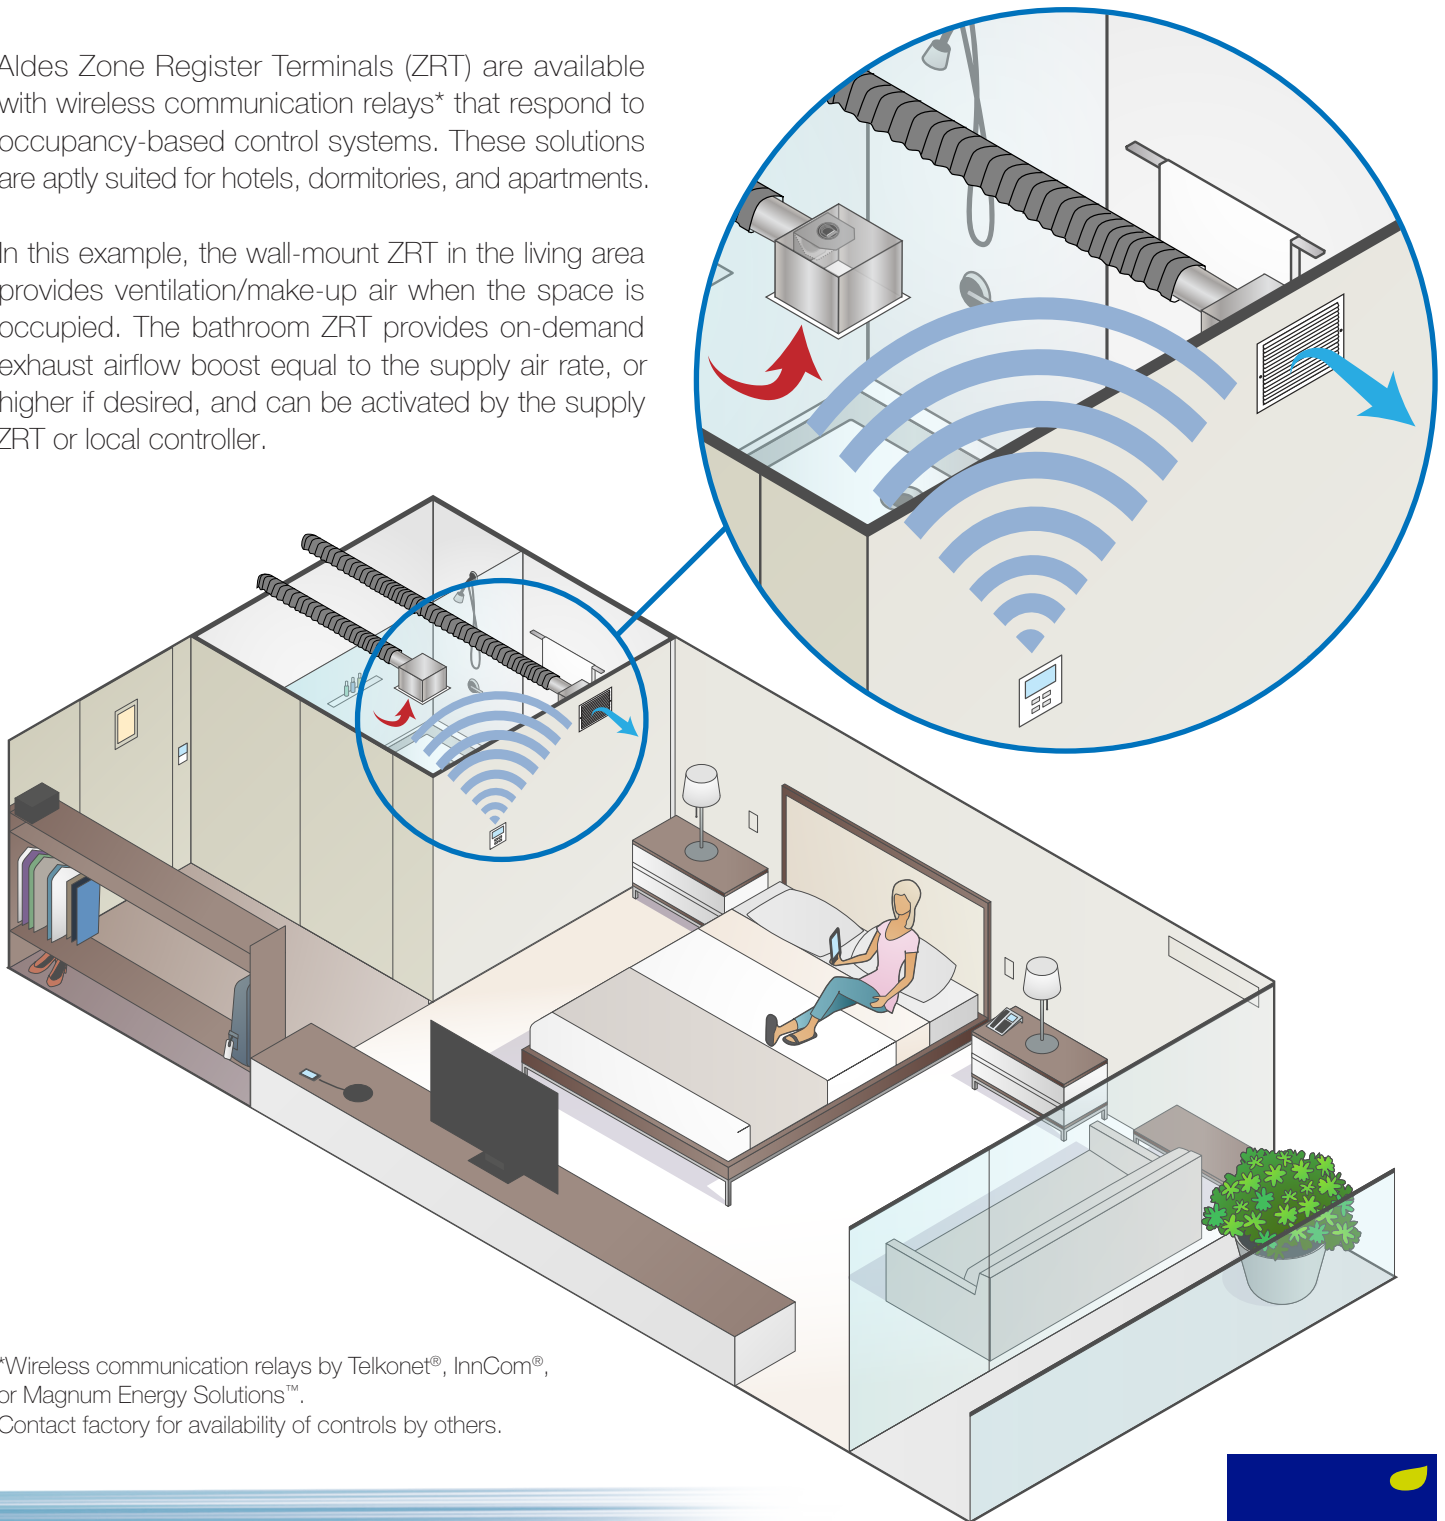 Aldes Zone Register Terminals (ZRT) are available
with wireless communication relays* that respond to
occupancy-based control systems. These solutions
are aptly suited for hotels, dormitories, and apartments.
In this example, the wall-mount ZRT in the living area
provides ventilation/make-up air when the space is
occupied. The bathroom ZRT provides on-demand
exhaust airflow boost equal to the supply air rate, or
higher if desired, and can be activated by the supply
ZRT or local controller.
*Wireless communication relays by Telkonet®, InnCom®,
or Magnum Energy Solutions™.
Contact factory for availability of controls by others.